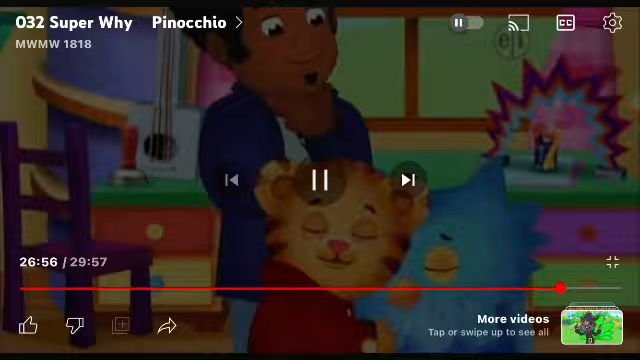 032 Super Why Pinocchio
MWMW 1818
CC
26:56 / 29:57
More videos
Tap or swipe up to see all